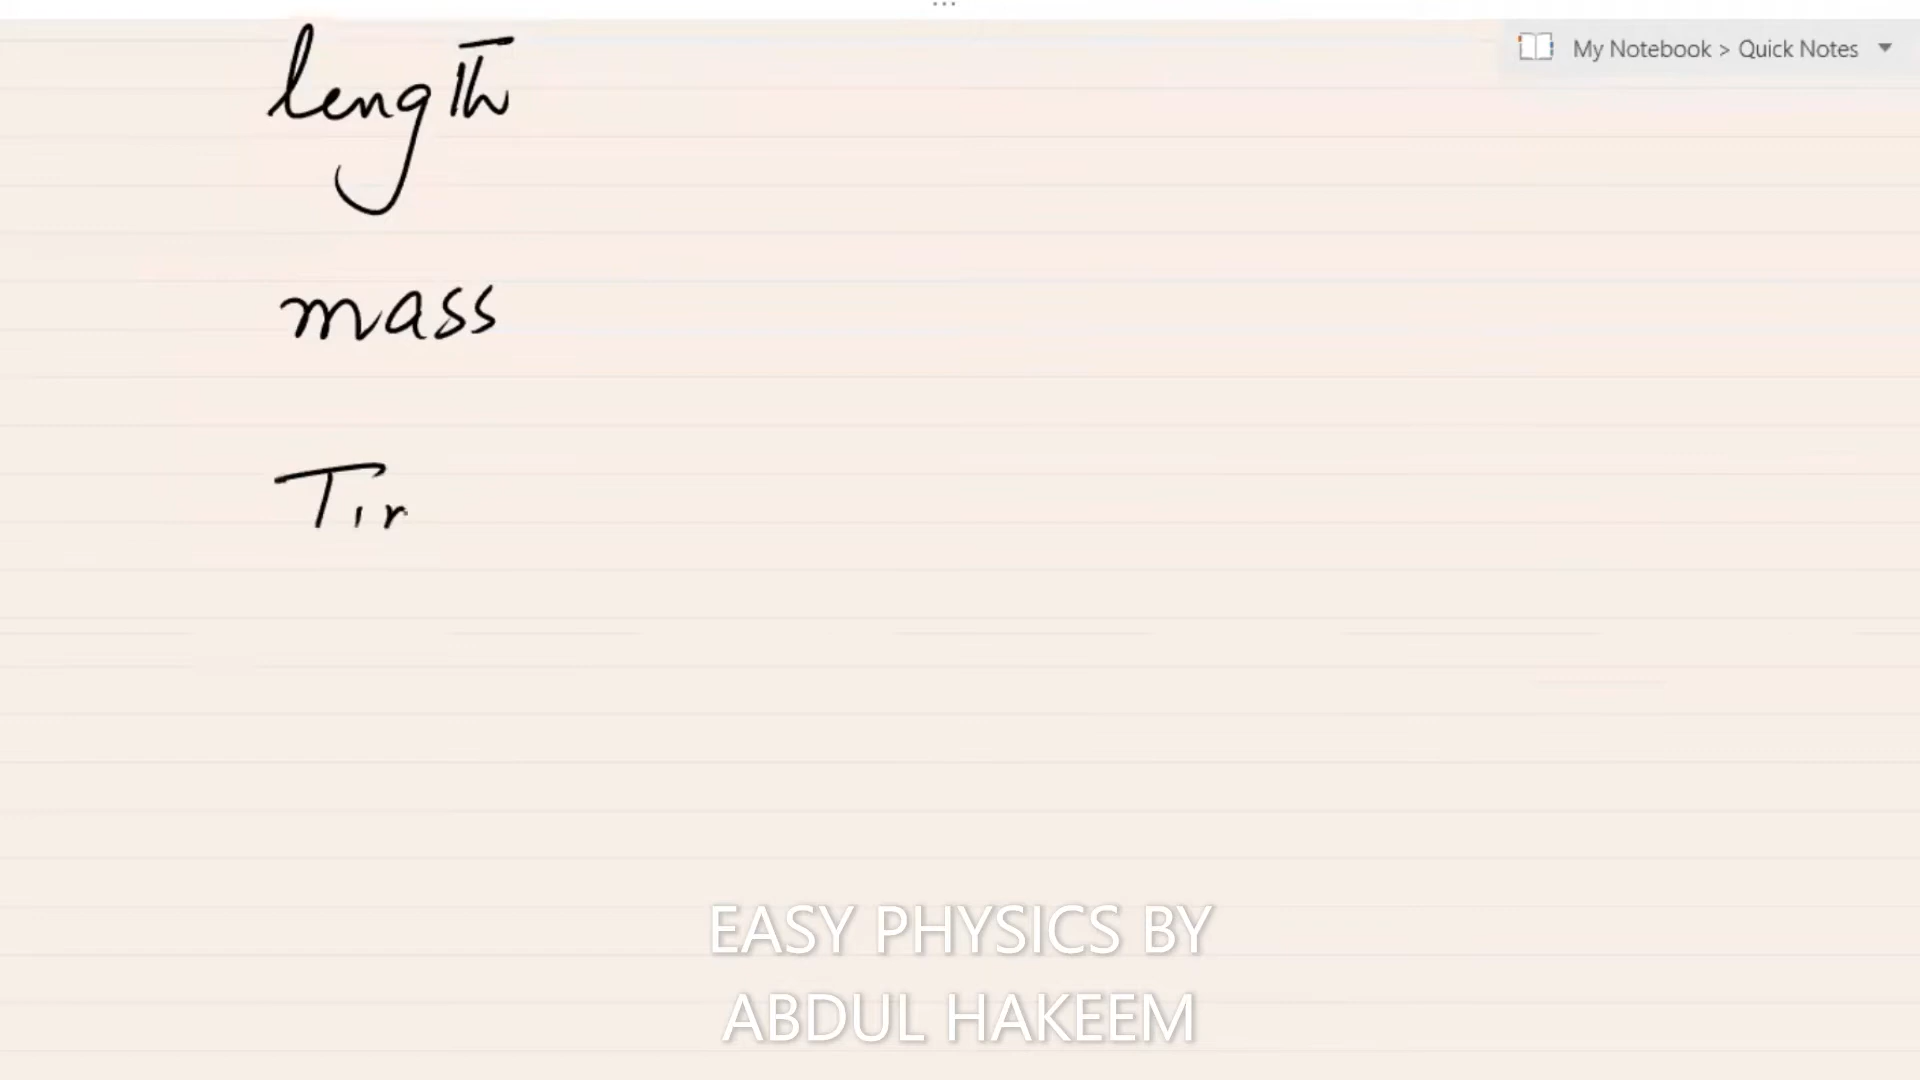 ...
My Notebook > Quick Notes
length
mass
Tir
EASY PHYSICS BY
ABDUL HAKEEM